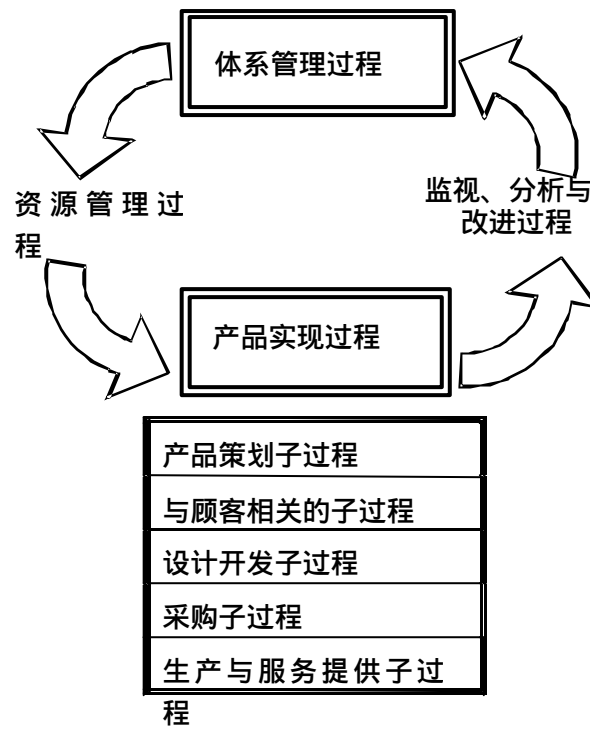 体系管理过程
资源管理过
程
监视、分析与
改进过程
产品实现过程
产品策划子过程
与顾客相关的子过程
设计开发子过程
采购子过程
生产与服务提供子过
程